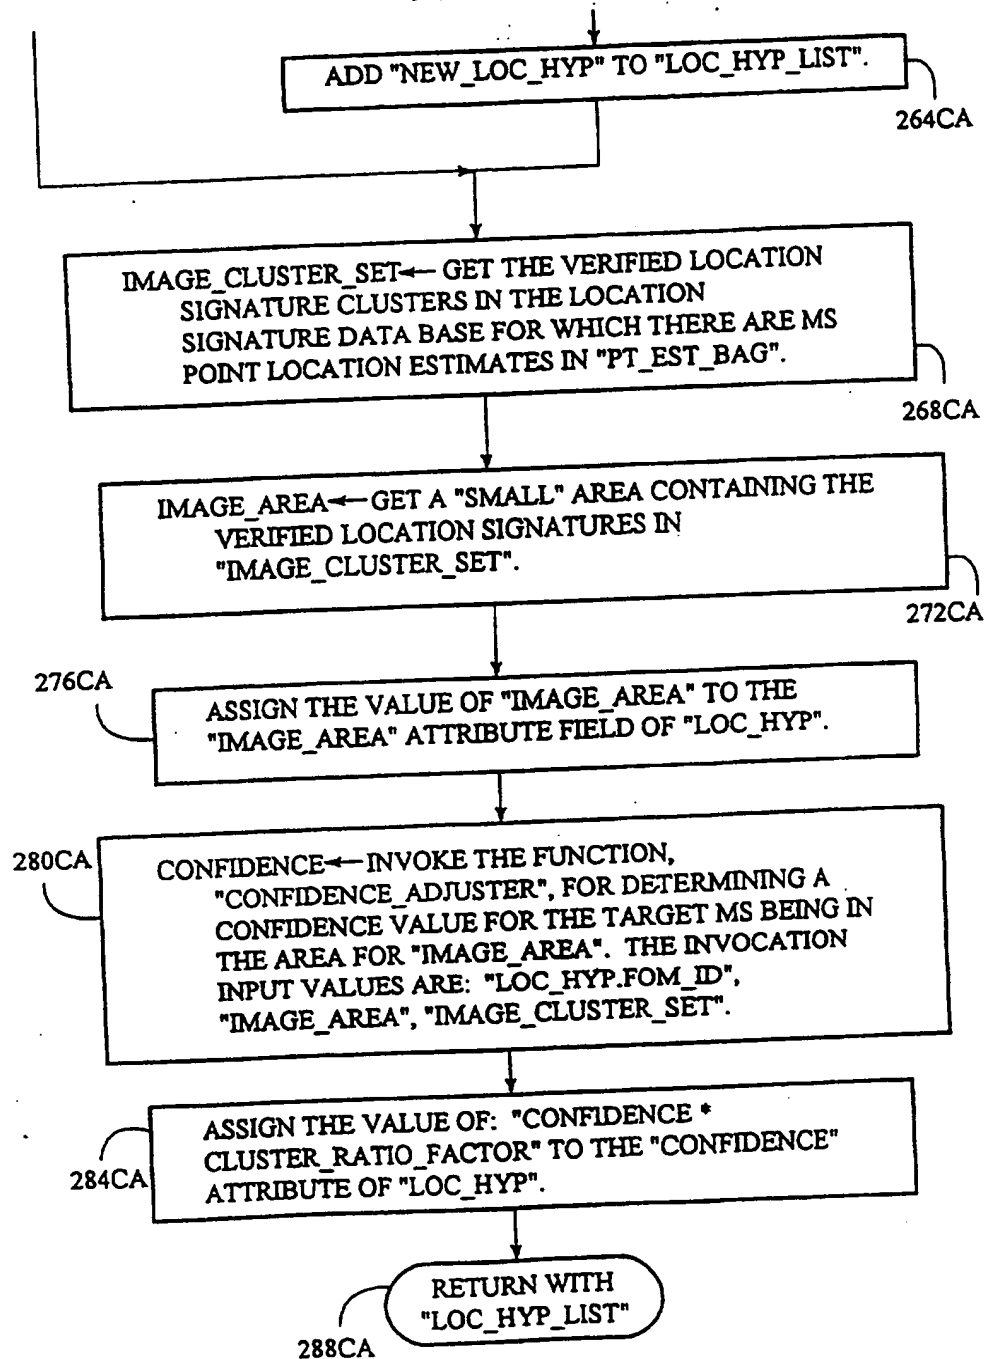 ADD "NEW_LOC_HYP" TO "LOC_HYP_LIST".
264CA
IMAGE_CLUSTER_SET← GET THE VERIFIED LOCATION
SIGNATURE CLUSTERS IN THE LOCATION
SIGNATURE DATA BASE FOR WHICH THERE ARE MS
POINT LOCATION ESTIMATES IN "PT_EST_BAG".
268CA
IMAGE_AREA←GET A "SMALL" AREA CONTAINING THE
VERIFIED LOCATION SIGNATURES IN
"IMAGE_CLUSTER_SET".
272CA
276CA
ASSIGN THE VALUE OF "IMAGE_AREA" TO THE
"IMAGE_AREA" ATTRIBUTE FIELD OF "LOC_HYP".
280CA
CONFIDENCE←INVOKE THE FUNCTION,
"CONFIDENCE_ADJUSTER", FOR DETERMINING A
CONFIDENCE VALUE FOR THE TARGET MS BEING IN
THE AREA FOR "IMAGE_AREA". THE INVOCATION
INPUT VALUES ARE: "LOC_HYP.FOM_ID",
"IMAGE_AREA", "IMAGE_CLUSTER_SET".
ASSIGN THE VALUE OF: "CONFIDENCE *
CLUSTER_RATIO_FACTOR" TO THE "CONFIDENCE"
ATTRIBUTE OF "LOC_HYP".
284CA
RETURN WITH
"LOC_HYP_LIST"
288CA